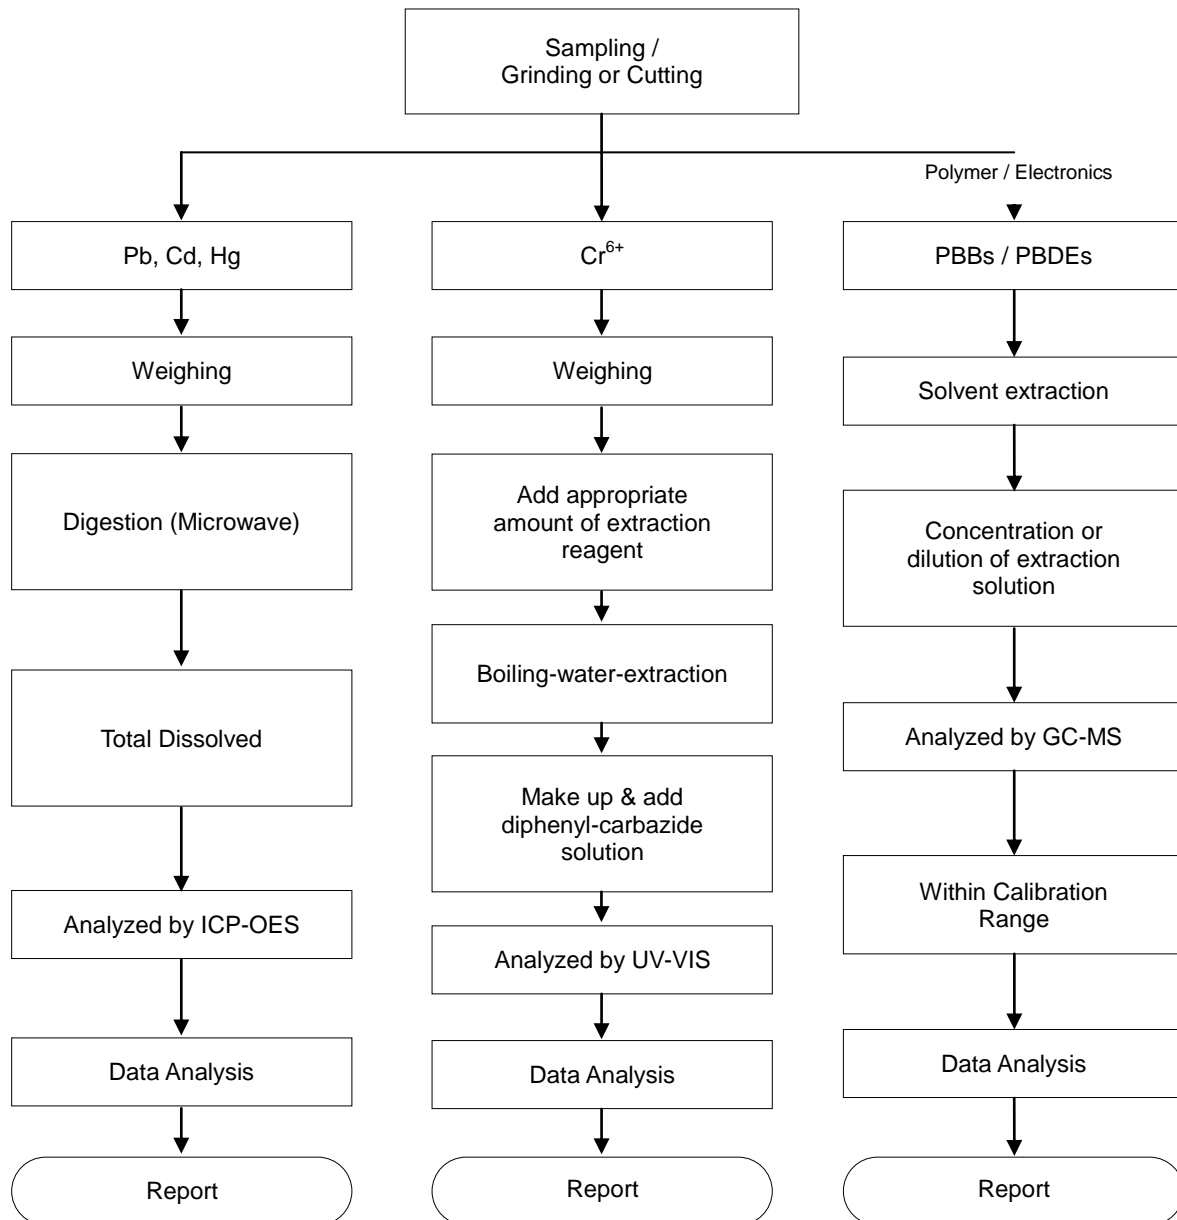 Sampling /
Grinding or Cutting
Polymer / Electronics
Pb, Cd, Hg
Weighing
Digestion (Microwave)
Total Dissolved
Analyzed by ICP-OES
Data Analysis
Report
Cr⁶⁺
Weighing
Add appropriate
amount of extraction
reagent
Boiling-water-extraction
Make up & add
diphenyl-carbazide
solution
Analyzed by UV-VIS
Data Analysis
Report
PBBs / PBDEs
Solvent extraction
Concentration or
dilution of extraction
solution
Analyzed by GC-MS
Within Calibration
Range
Data Analysis
Report